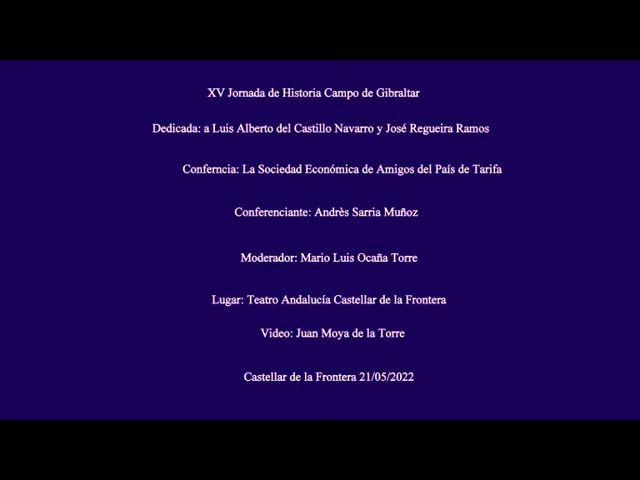 XV Jornada de Historia Campo de Gibraltar
Dedicada: a Luis Alberto del Castillo Navarro y José Regueira Ramos
Conferncia: La Sociedad Económica de Amigos del País de Tarifa
Conferenciante: Andrès Sarria Muñoz
Moderador: Mario Luis Ocaña Torre
Lugar: Teatro Andalucía Castellar de la Frontera
Video: Juan Moya de la Torre
Castellar de la Frontera 21/05/2022